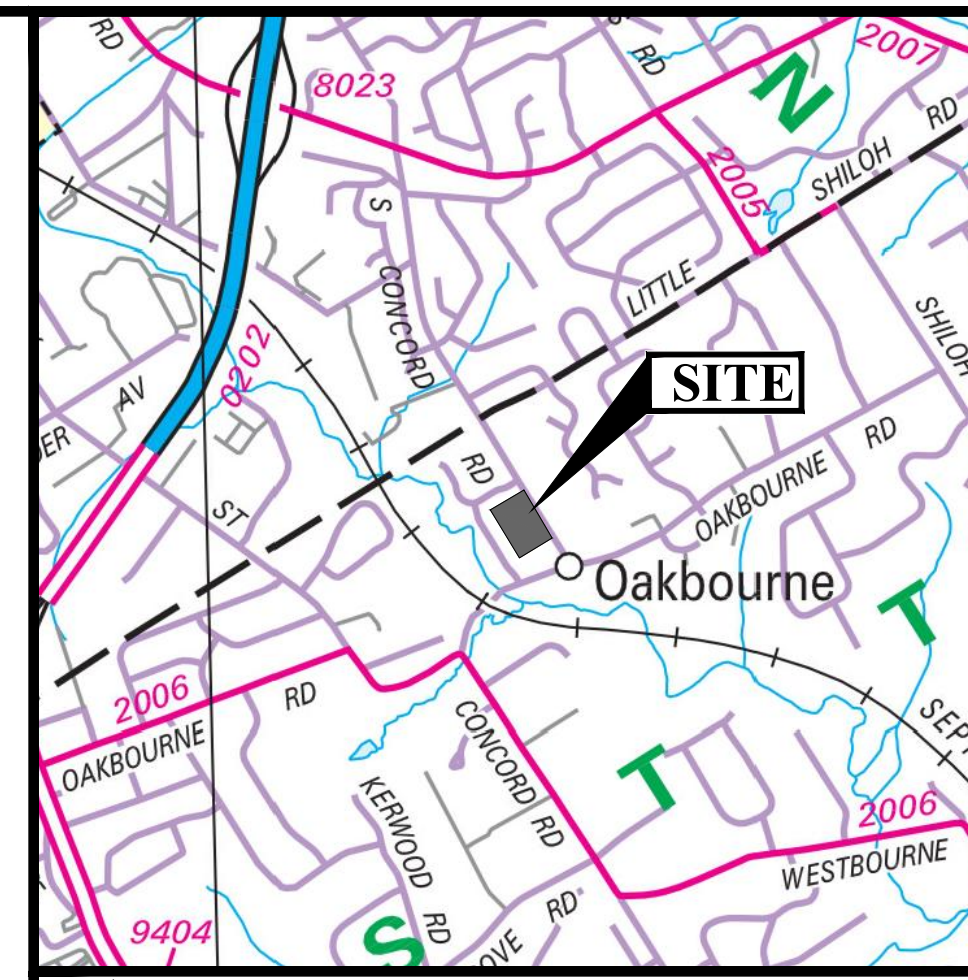 RD
8023
S
RD
2007
N
RD
SHILOH
2005
S
CONCORD
LITTLE
SHILOH
0202
AV
SITE
RD
RD
OAKBOURNE
ST
Oakbourne
T
2006
RD
OAKBOURNE
CONCORD
RD
T
KERWOOD
RD
2006
WESTBOURNE
RD
S
9404